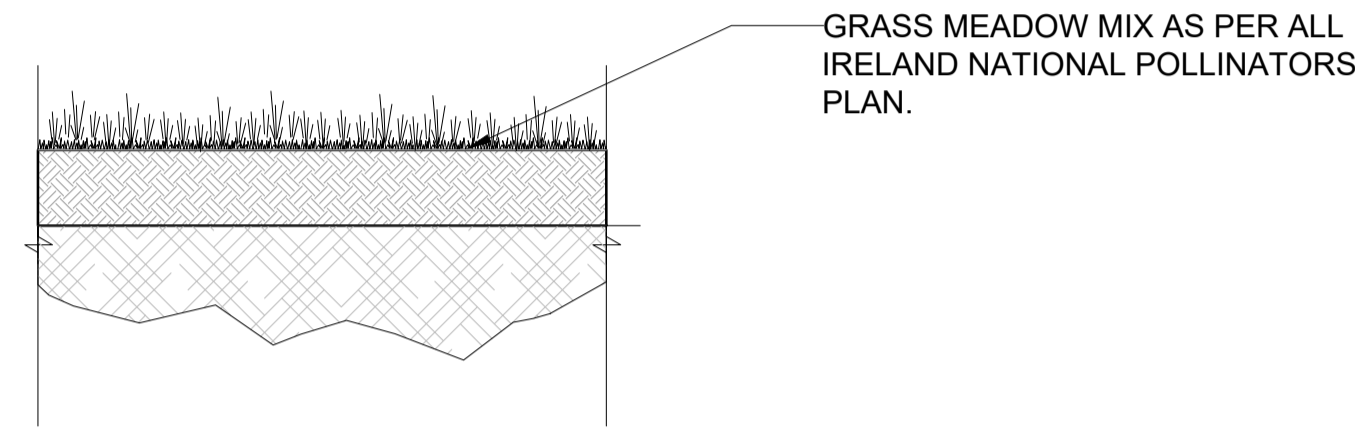 GRASS MEADOW MIX AS PER ALL
IRELAND NATIONAL POLLINATORS
PLAN.